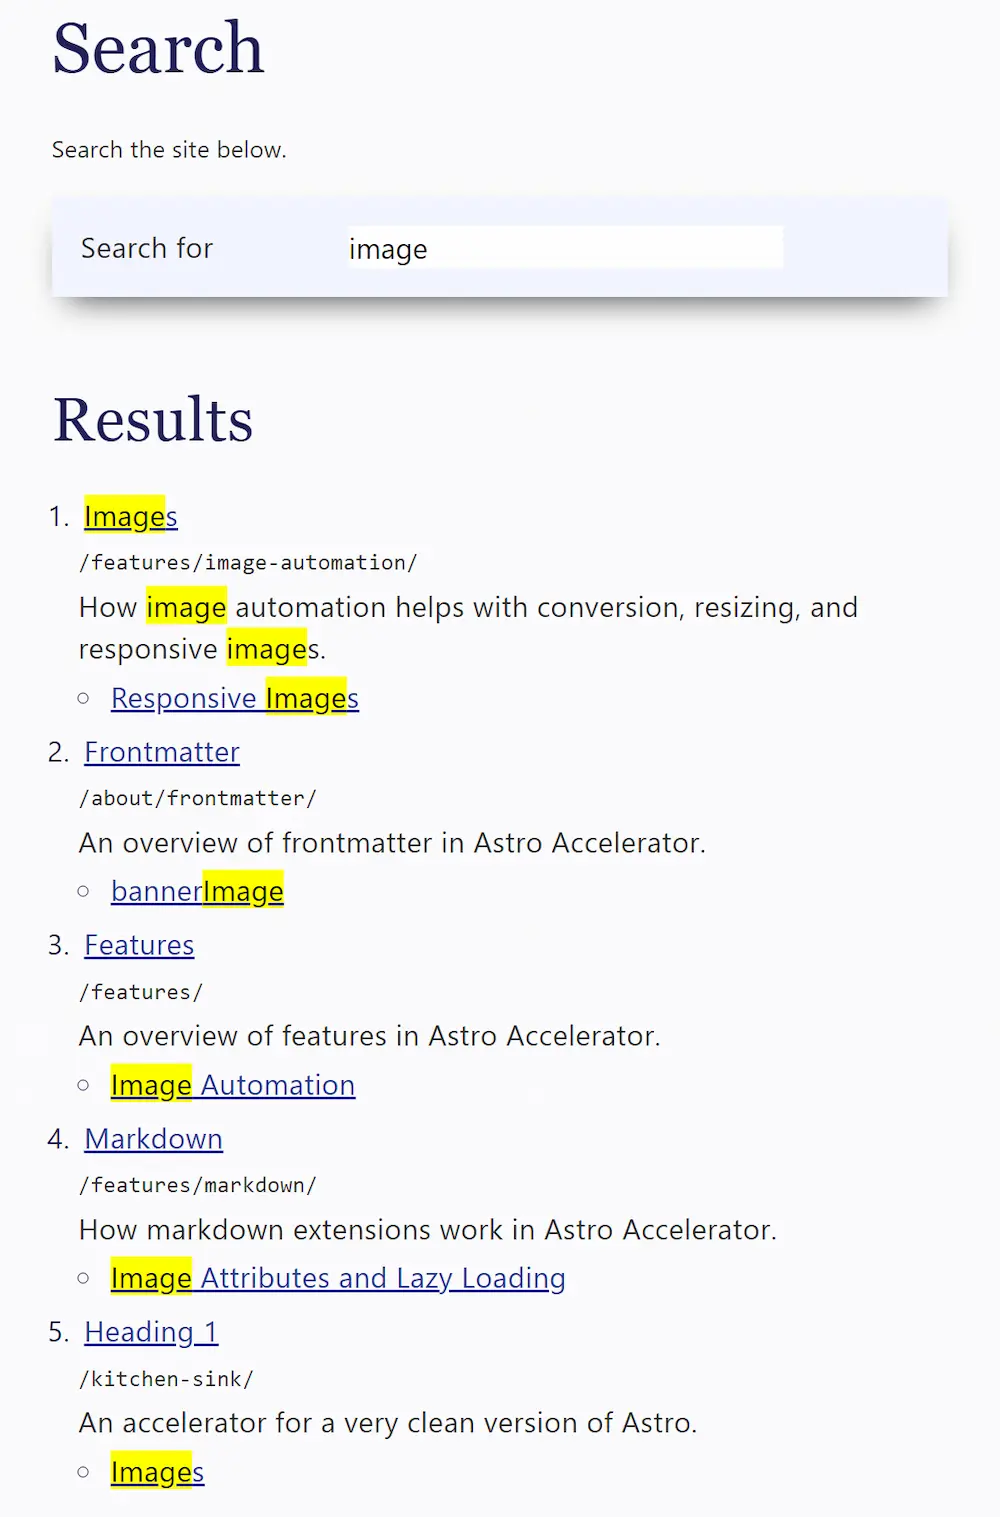 Search
Search the site below.
Search for image
Results
1. Images
/features/image-automation/
How image automation helps with conversion, resizing, and
responsive images.
Responsive Images
2. Frontmatter
/about/frontmatter/
An overview of frontmatter in Astro Accelerator.
bannerImage
3. Features
/features/
An overview of features in Astro Accelerator.
Image Automation
4. Markdown
/features/markdown/
How markdown extensions work in Astro Accelerator.
Image Attributes and Lazy Loading
5. Heading 1
/kitchen-sink/
An accelerator for a very clean version of Astro.
Images